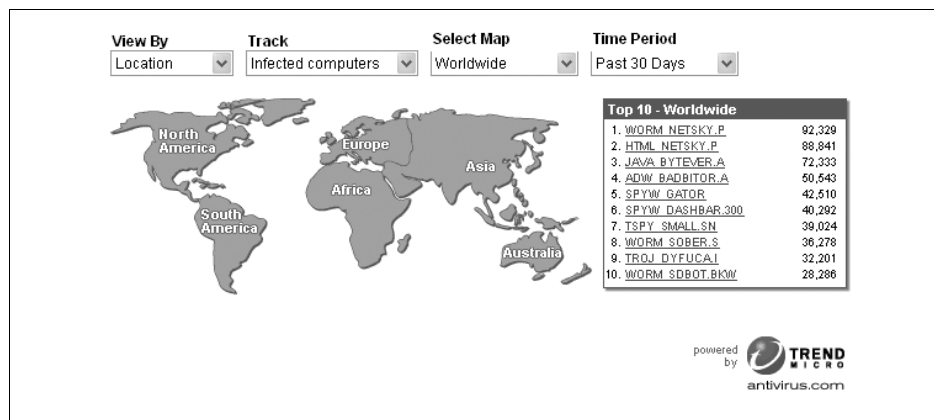 View By Track Select Map Time Period
Location Infected computers Worldwide Past 30 Days
North
America
Europe
Asia
Africa
South
America
Australia
Top 10 - Worldwide
1. WORM_NETSKY.P 92,329
2. HTML_NETSKY.P 88,841
3. JAVA_BYTEVER.A 72,333
4. ADW_BADBITOR.A 50,543
5. SPYW_GATOR 42,510
6. SPYW_DASHBAR.300 40,292
7. TSPY_SMALL.SN 39,024
8. WORM_SOBER.S 36,278
9. TROJ_DYFUCA.I 32,201
10. WORM_SDBOT.BKW 28,286
powered
by
TREND
MICRO
antivirus.com